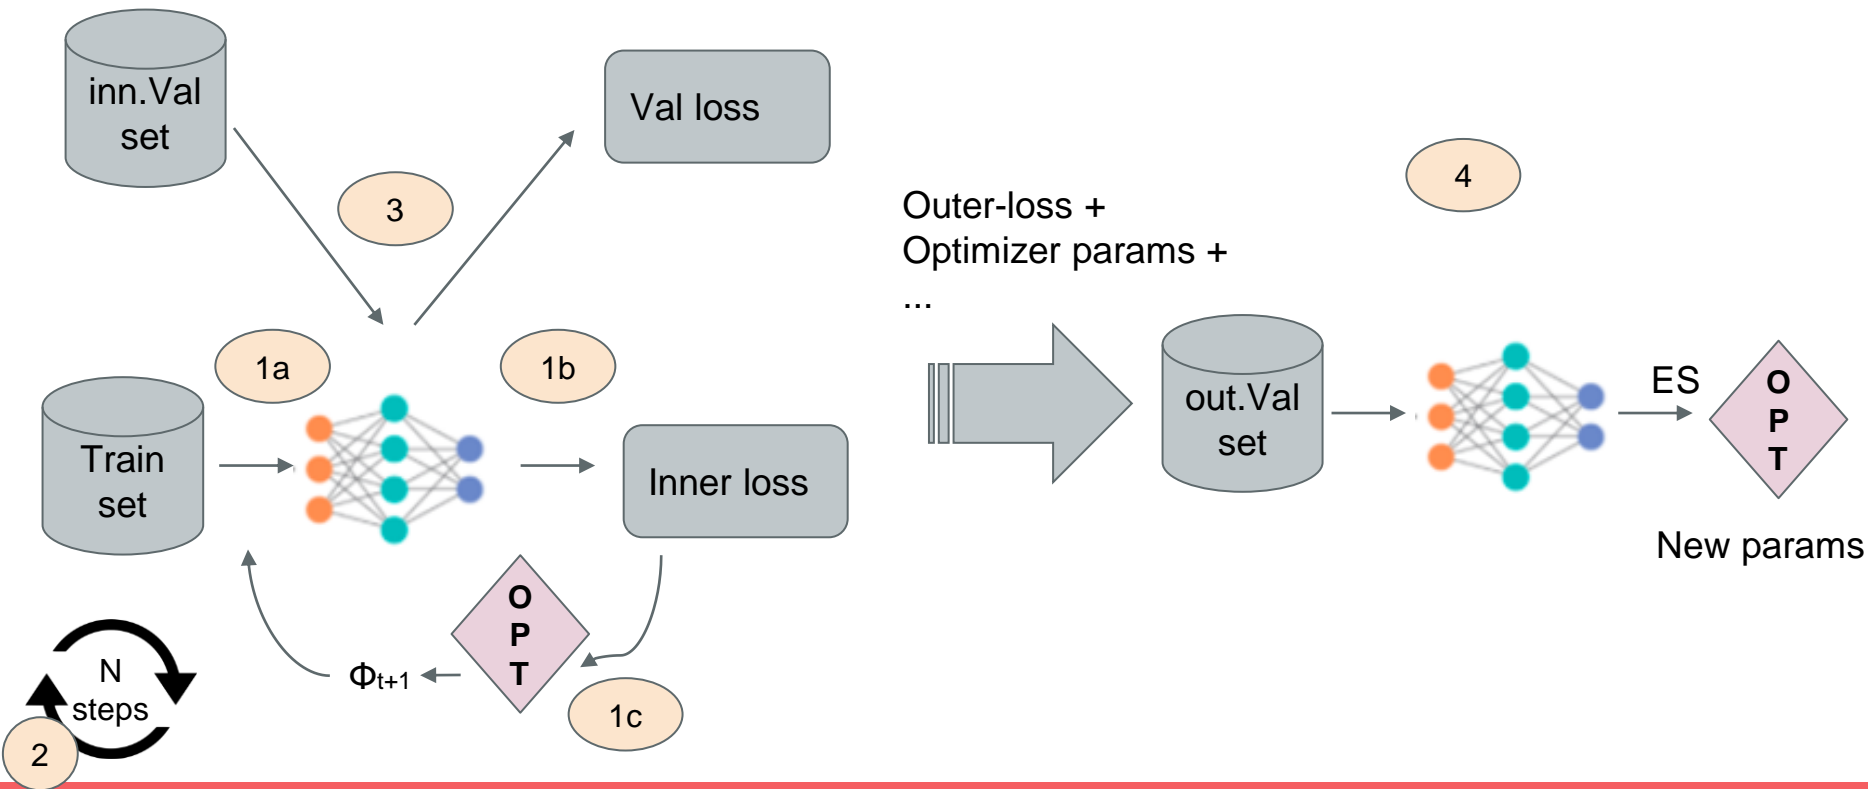 inn.Val
set
Val loss
3
4
Outer-loss +
Optimizer params +
...
1a
1b
Train
set
Inner loss
out.Val
set
ES
O
P
T
New params
O
P
T
Φt+1
1c
N
steps
2